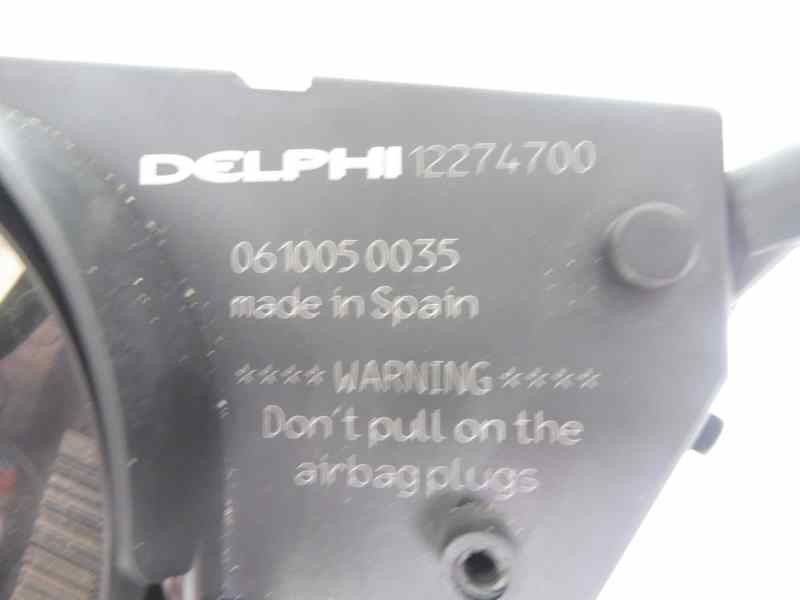 DELPHI 12274700
061005 0035
made in Spain
**** WARNING ****
Don't pull on the
airbag plugs